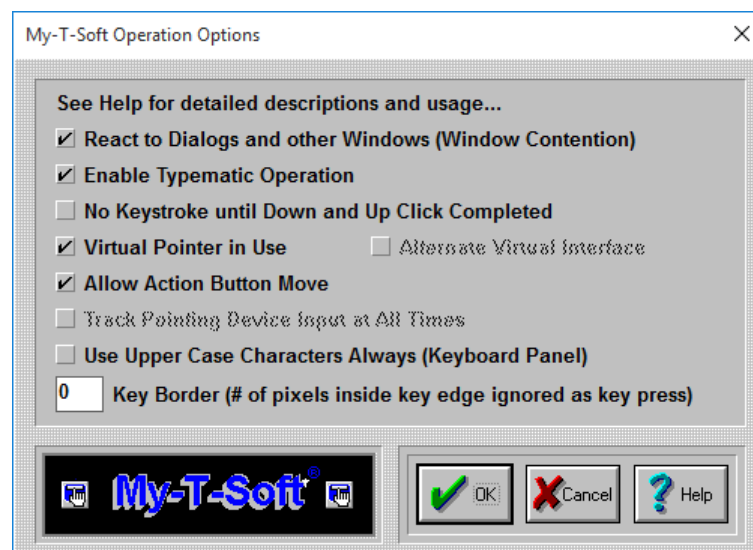 My-T-Soft Operation Options
See Help for detailed descriptions and usage...
React to Dialogs and other Windows (Window Contention)
Enable Typematic Operation
No Keystroke until Down and Up Click Completed
Virtual Pointer in Use Alternate Virtual Interface
Allow Action Button Move
Track Pointing Device Input at All Times
Use Upper Case Characters Always (Keyboard Panel)
0 Key Border (# of pixels inside key edge ignored as key press)
My-T-Soft® OK Cancel Help